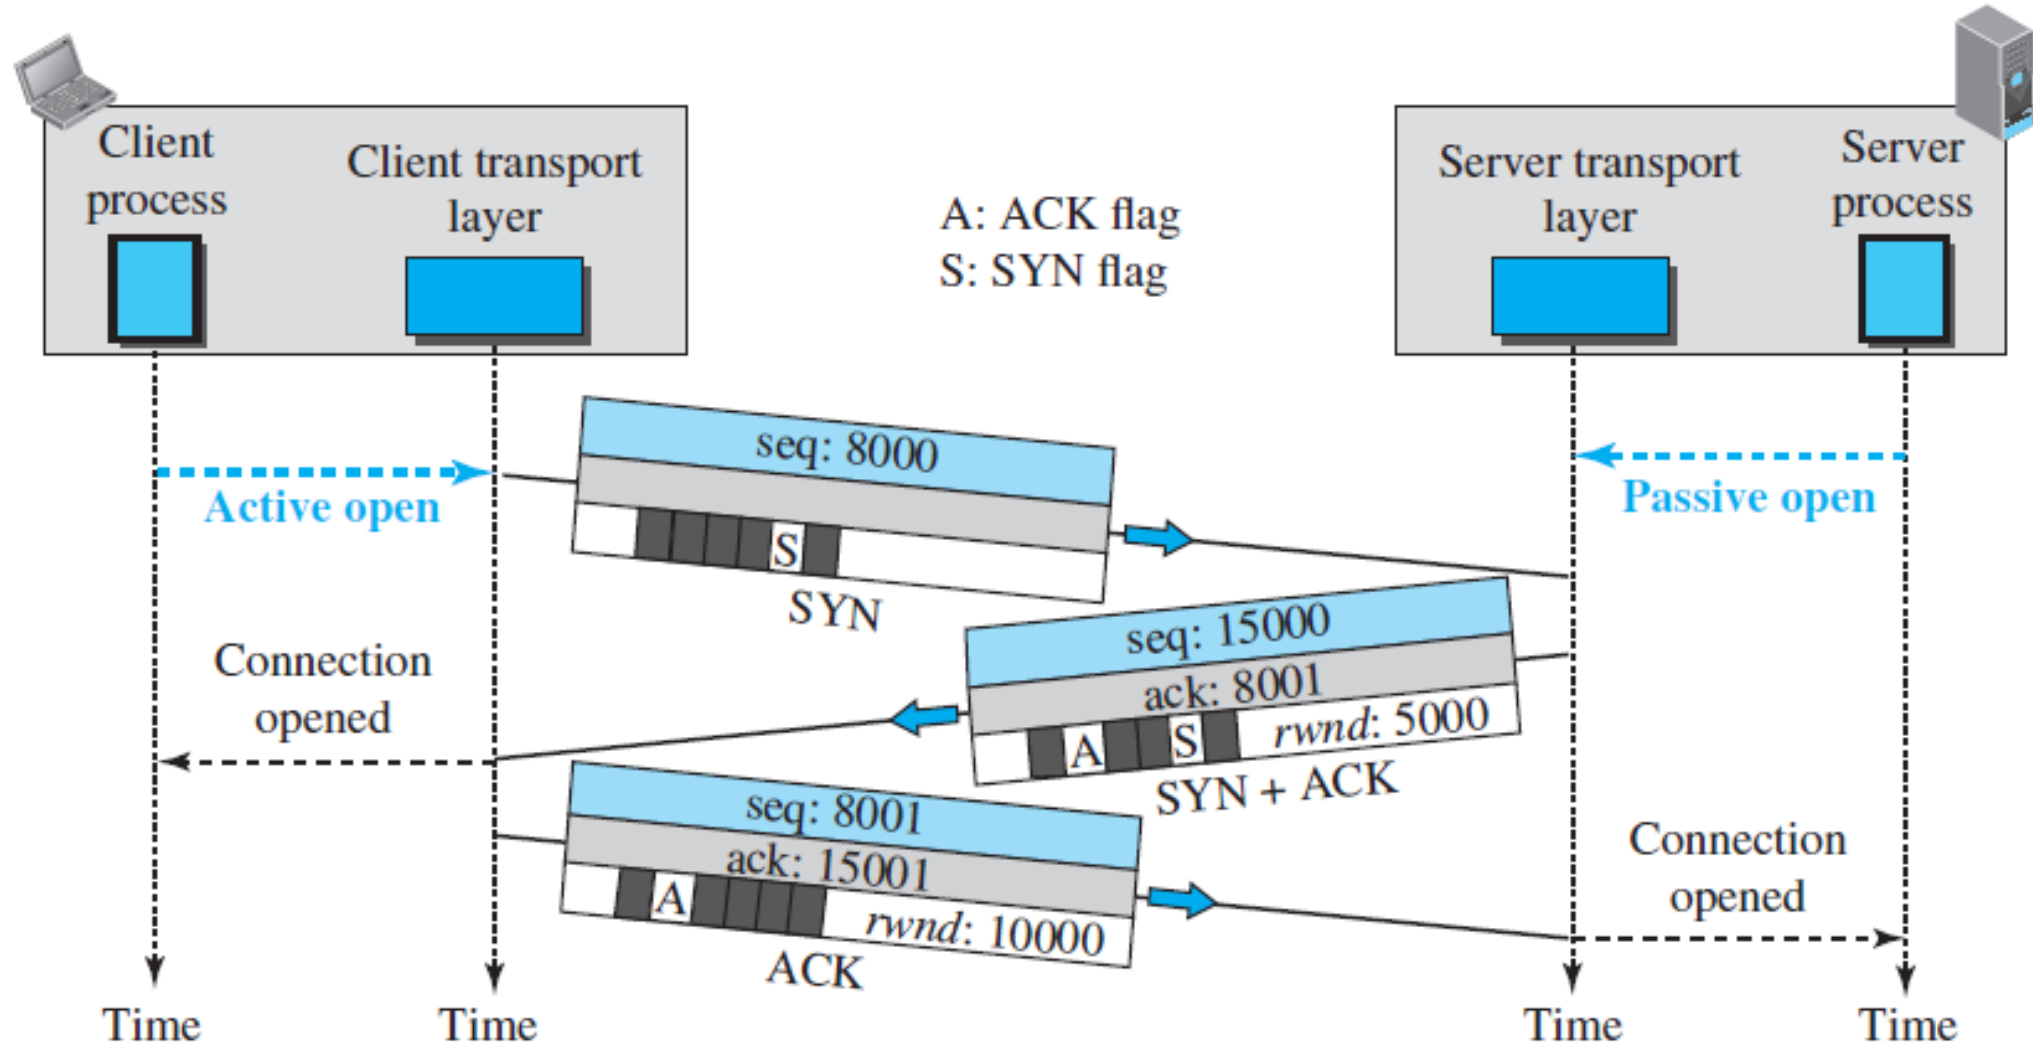 Client
process
Client transport
layer
A: ACK flag
S: SYN flag
Server transport
layer
Server
process
seq: 8000
S
SYN
Active open
Passive open
seq: 15000
ack: 8001
A S rwnd: 5000
SYN + ACK
Connection
opened
seq: 8001
ack: 15001
A rwnd: 10000
ACK
Connection
opened
Time
Time
Time
Time